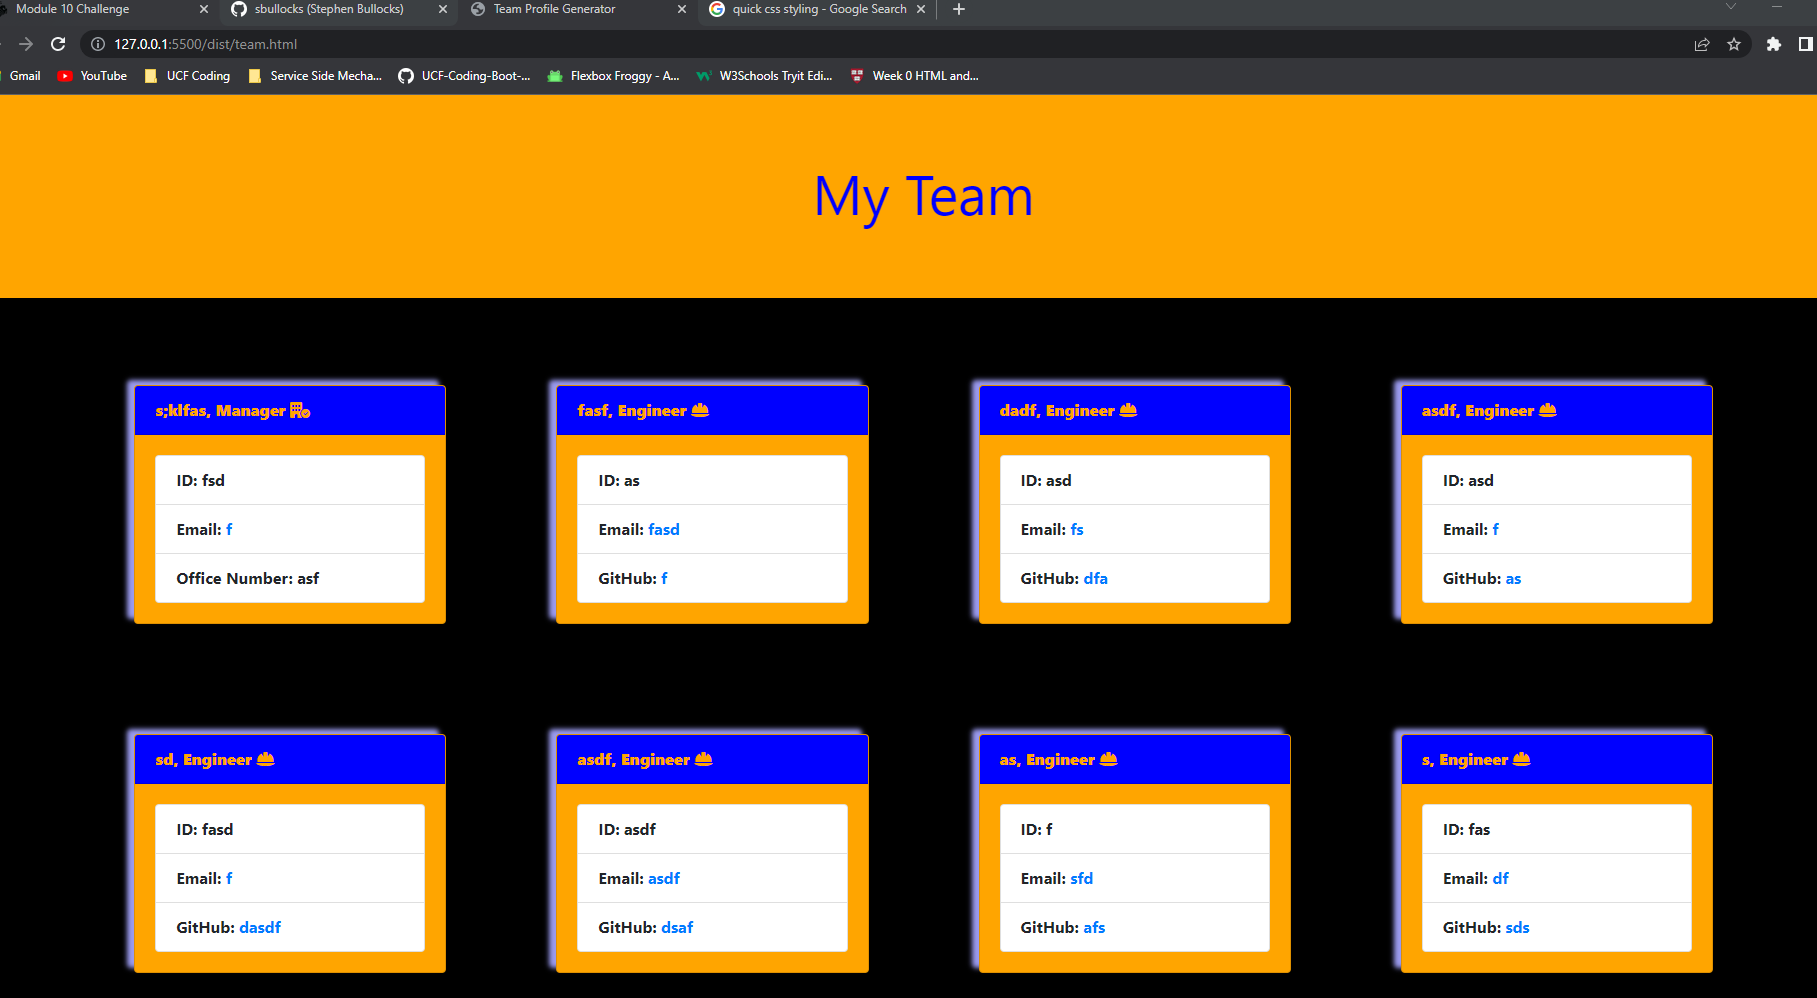 Module 10 Challenge
sbullocks (Stephen Bullocks)
Team Profile Generator
quick css styling - Google Search
127.0.0.1:5500/dist/team.html
Gmail
YouTube
UCF Coding
Service Side Mecha...
UCF-Coding-Boot-...
Flexbox Froggy - A...
W3Schools Tryit Edi...
Week 0 HTML and...
My Team
s;klfas, Manager
ID: fsd
Email: f
Office Number: asf
fasf, Engineer
ID: as
Email: fasd
GitHub: f
dadf, Engineer
ID: asd
Email: fs
GitHub: dfa
asdf, Engineer
ID: asd
Email: f
GitHub: as
sd, Engineer
ID: fasd
Email: f
GitHub: dasdf
asdf, Engineer
ID: asdf
Email: asdf
GitHub: dsaf
as, Engineer
ID: f
Email: sfd
GitHub: afs
s, Engineer
ID: fas
Email: df
GitHub: sds